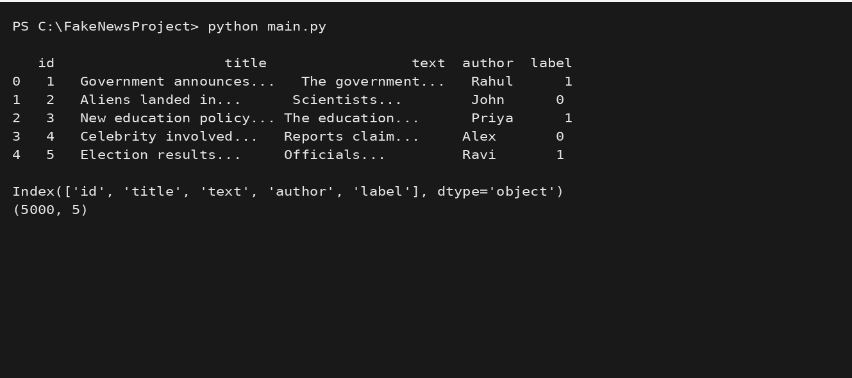 PS C:\FakeNewsProject> python main.py
id title text author label
0 1 Government announces... The government... Rahul 1
1 2 Aliens landed in... Scientists... John 0
2 3 New education policy... The education... Priya 1
3 4 Celebrity involved... Reports claim... Alex 0
4 5 Election results... Officials... Ravi 1
Index(['id', 'title', 'text', 'author', 'label'], dtype='object')
(5000, 5)